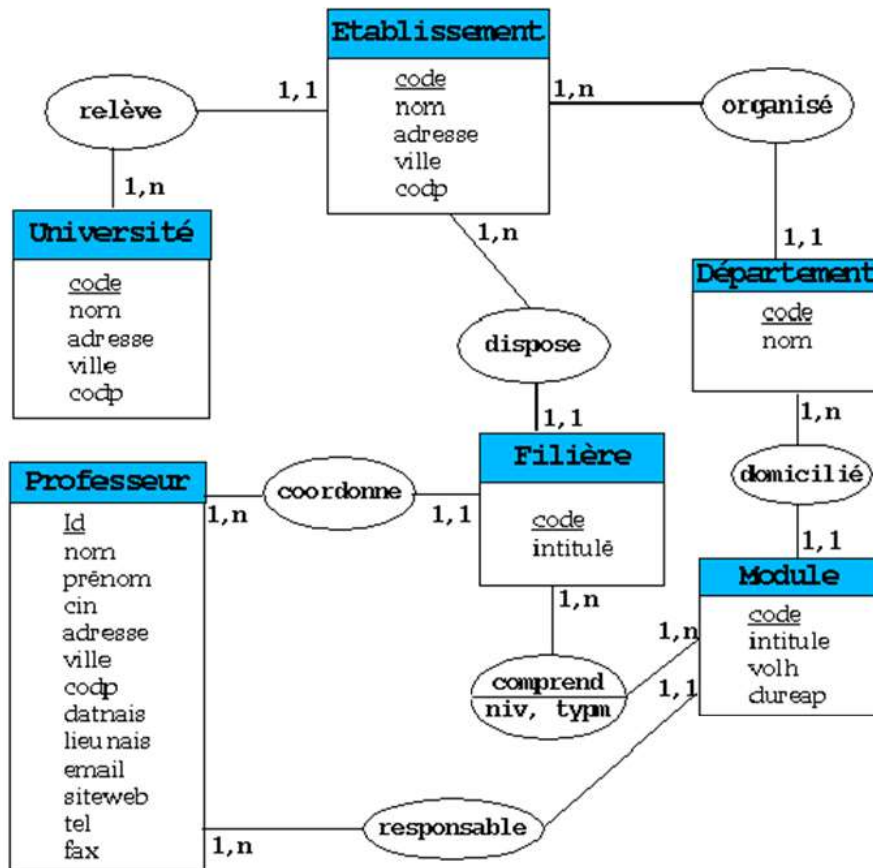 Etablissement
code
nom
adresse
ville
codp
1,1
1,n
relève
organisé
1,n
1,n
1,1
Université
code
nom
adresse
ville
codp
Département
code
nom
dispose
1,1
1,n
Filière
code
intitulé
domicilié
Professeur
Id
nom
prénom
cin
adresse
ville
codp
datnais
lieunais
email
siteweb
tel
fax
1,n
coordonne
1,1
1,1
Module
code
intitule
volh
dureap
1,n
1,n
1,1
comprend
niv, typm
1,n
responsable